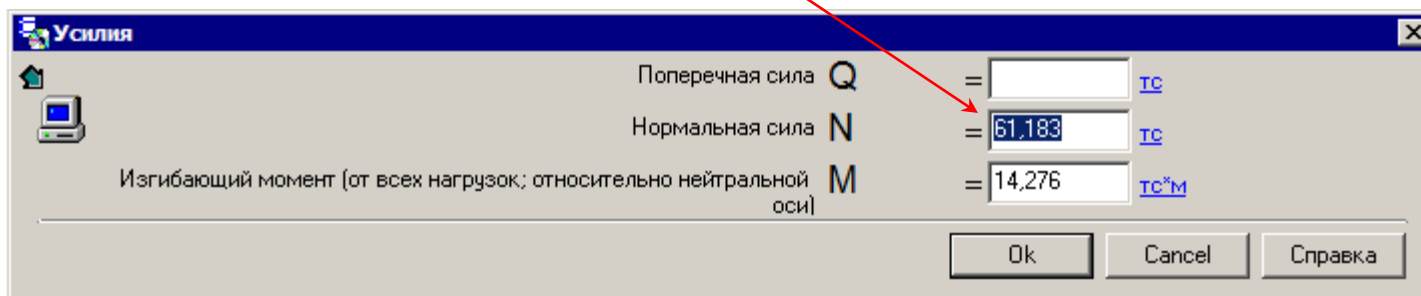 Усилия
Поперечная сила Q = тс
Нормальная сила N = 61,183 тс
Изгибающий момент (от всех нагрузок; относительно нейтральной оси) M = 14,276 тс*м
Ok Cancel Справка